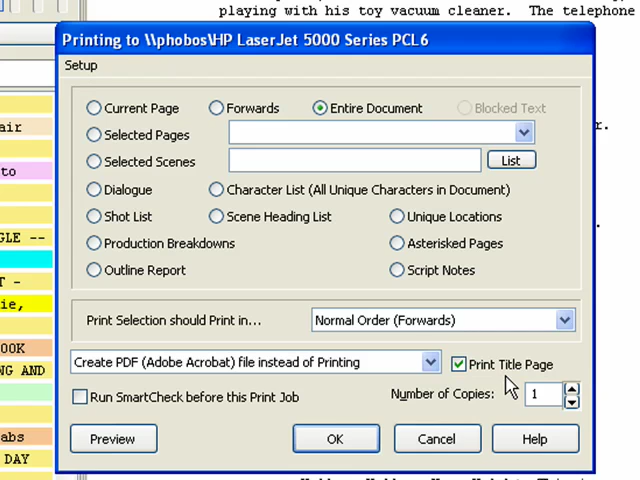 playing with his toy vacuum cleaner. The telephone
Printing to \\phobos\HP LaserJet 5000 Series PCL6
Setup
Current Page
Forwards
Entire Document
Blocked Text
air
Selected Pages
r.
Selected Scenes
List
to
Dialogue
Character List (All Unique Characters in Document)
Shot List
Scene Heading List
Unique Locations
GLE --
Production Breakdowns
Asterisked Pages
Outline Report
Script Notes
T -
ie,
Print Selection should Print in...
Normal Order (Forwards)
OOK
Create PDF (Adobe Acrobat) file instead of Printing
Print Title Page
NG AND
Run SmartCheck before this Print Job
Number of Copies:
1
abs
Preview
OK
Cancel
Help
DAY